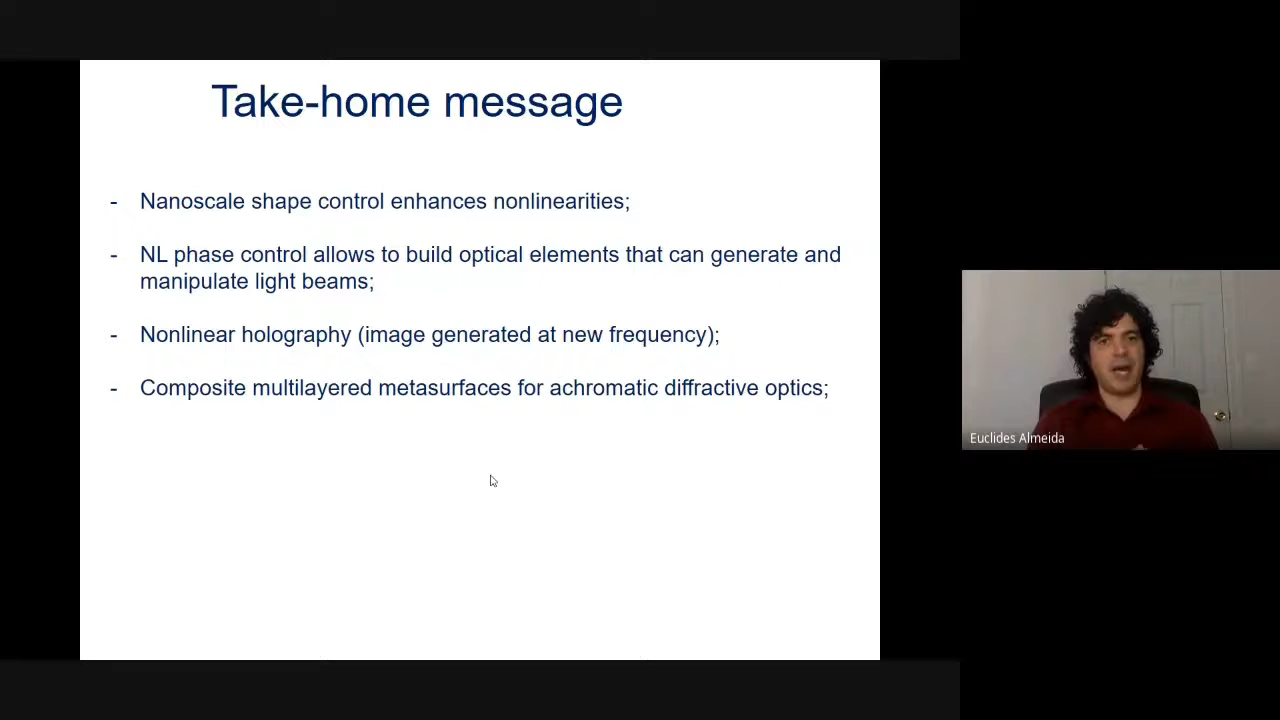 Take-home message
- Nanoscale shape control enhances nonlinearities;
- NL phase control allows to build optical elements that can generate and
manipulate light beams;
- Nonlinear holography (image generated at new frequency);
- Composite multilayered metasurfaces for achromatic diffractive optics;
Euclides Almeida